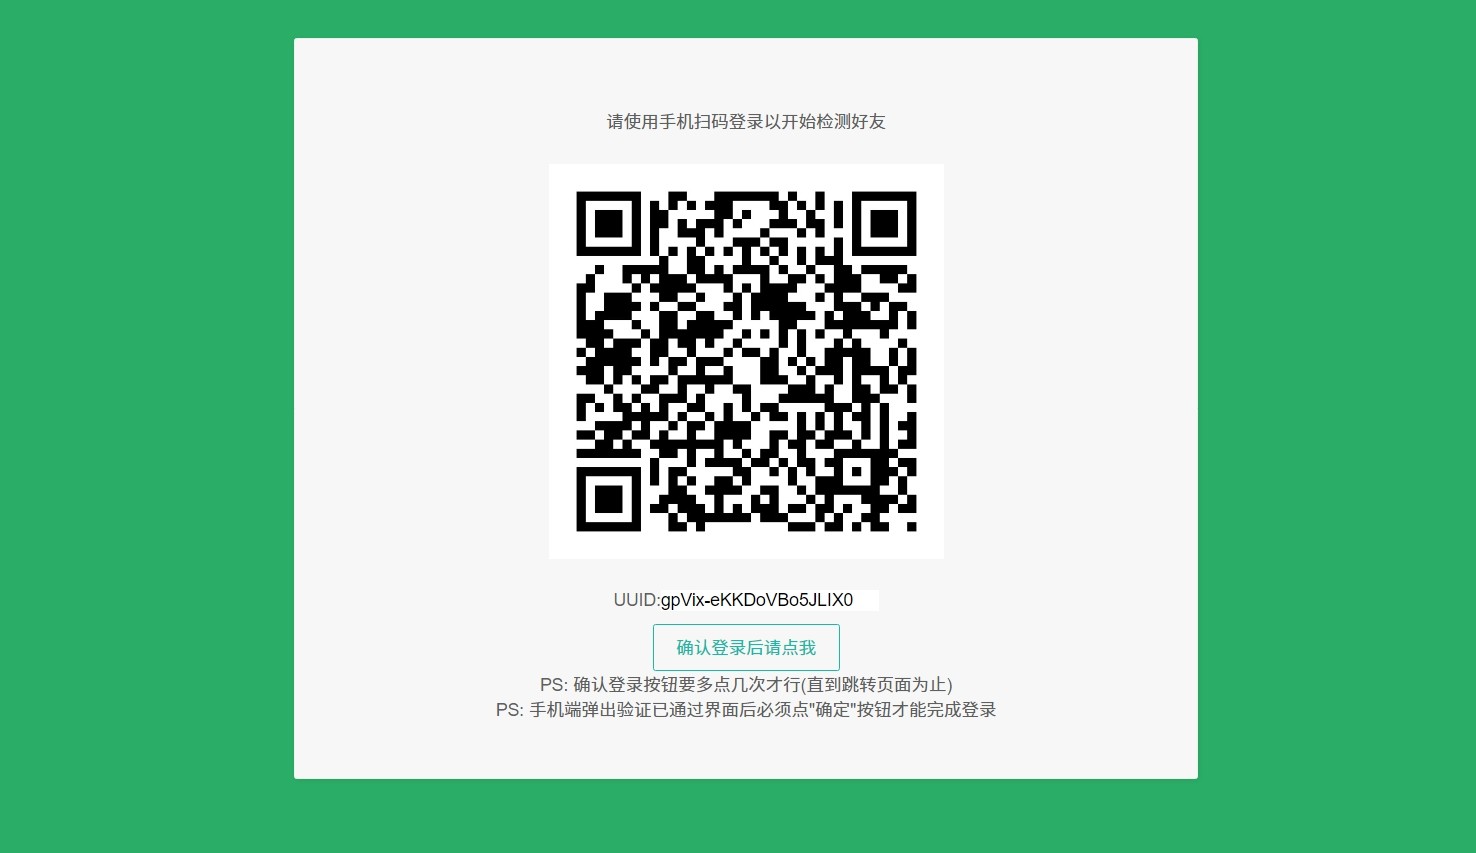 请使用手机扫码登录以开始检测好友
UUID:gpVix-eKKDoVBo5JLIX0
确认登录后请点我
PS: 确认登录按钮要多点几次才行(直到跳转页面为止)
PS: 手机端弹出验证已通过界面后必须点"确定"按钮才能完成登录